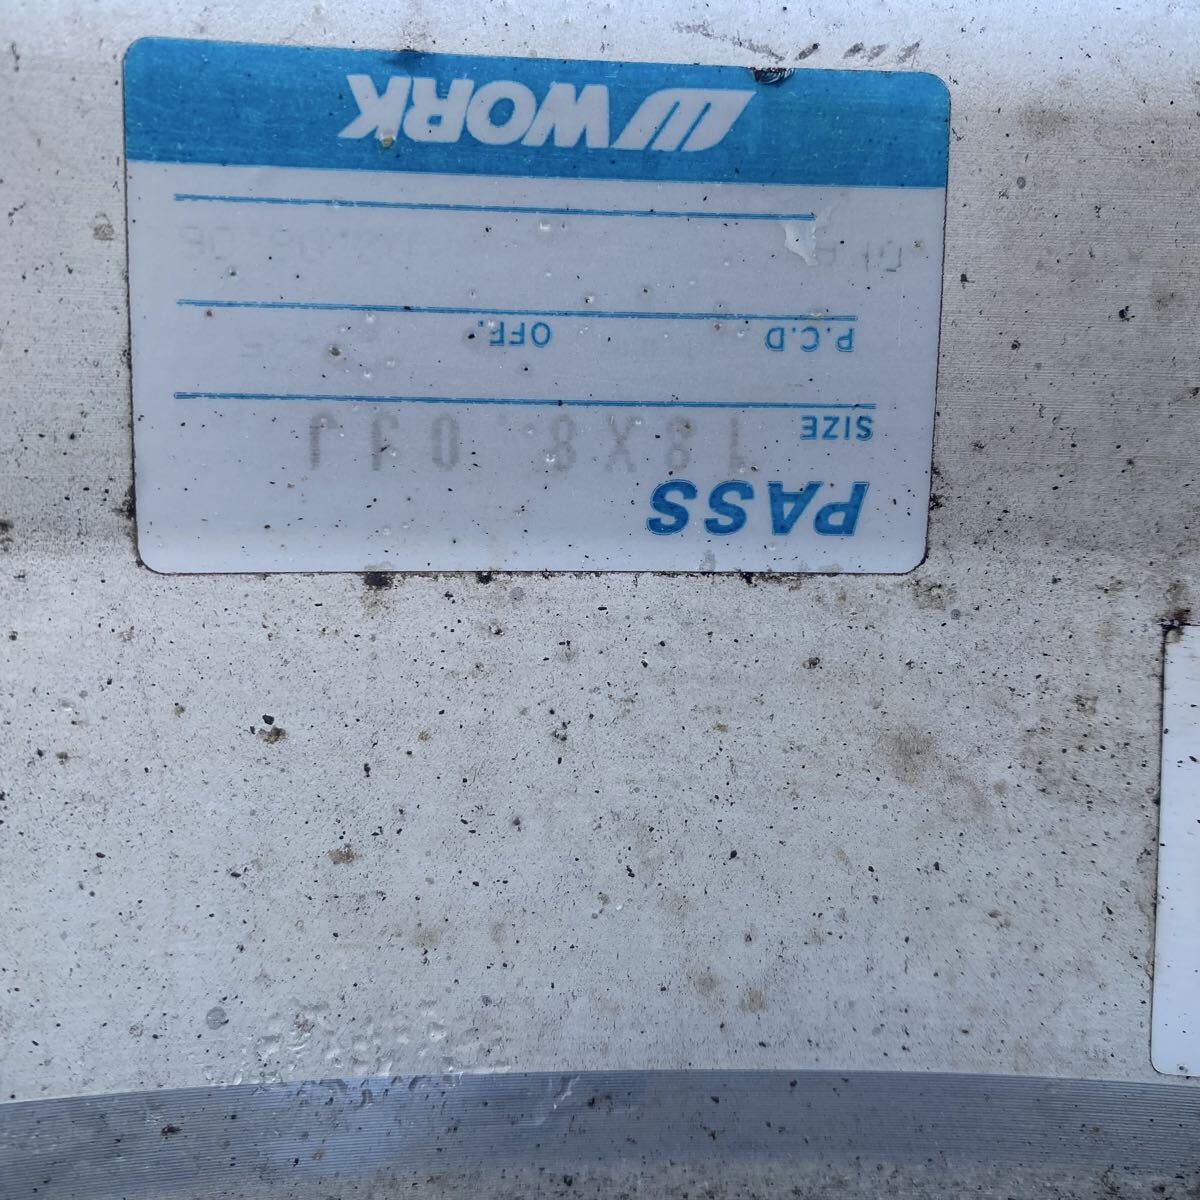 PASS
SIZE 18X8.0JJ
P.C.D OFF.
WORK